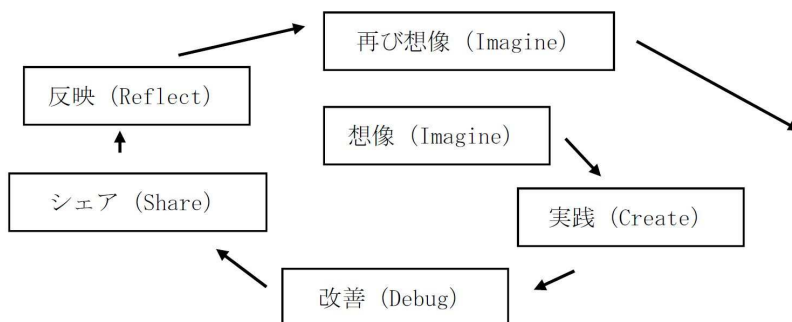 再び想像 (Imagine)
反映 (Reflect)
想像 (Imagine)
シェア (Share)
実践 (Create)
改善 (Debug)